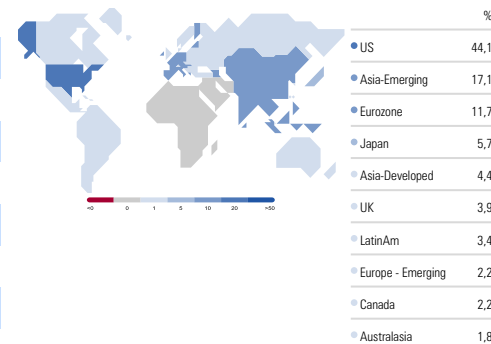 %
US 44,1
Asia-Emerging 17,1
Eurozone 11,7
Japan 5,7
Asia-Developed 4,4
UK 3,9
LatinAm 3,4
Europe - Emerging 2,2
Canada 2,2
Australasia 1,8
<0 0 1 5 10 20 >50